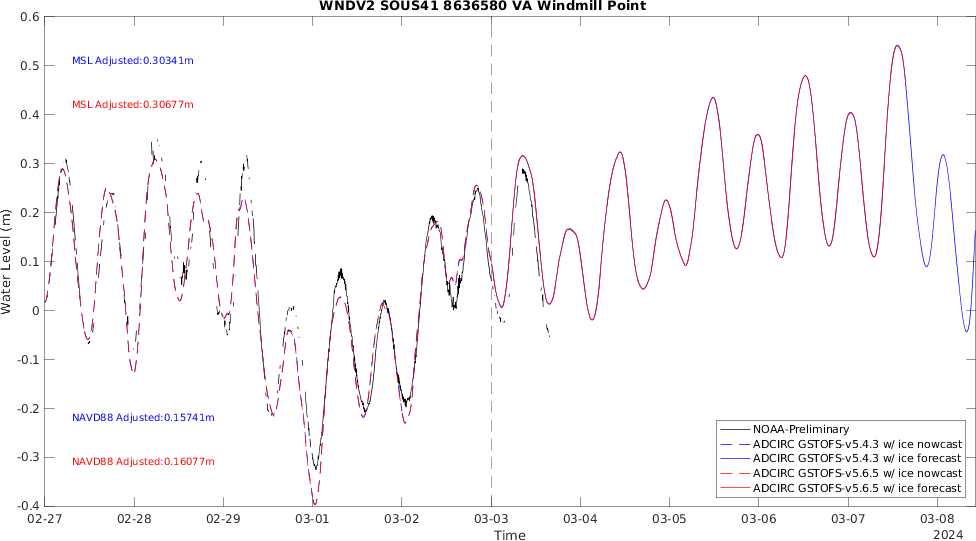 WNDV2 SOUS41 8636580 VA Windmill Point
0.6
0.5
0.4
0.3
0.2
0.1
0
-0.1
-0.2
-0.3
-0.4
Water Level (m)
MSL Adjusted:0.30341m
MSL Adjusted:0.30677m
NAVD88 Adjusted:0.15741m
NAVD88 Adjusted:0.16077m
NOAA-Preliminary
ADCIRC GSTOFS-v5.4.3 w/ ice nowcast
ADCIRC GSTOFS-v5.4.3 w/ ice forecast
ADCIRC GSTOFS-v5.6.5 w/ ice nowcast
ADCIRC GSTOFS-v5.6.5 w/ ice forecast
02-27 02-28 02-29 03-01 03-02 03-03 03-04 03-05 03-06 03-07 03-08
Time
2024